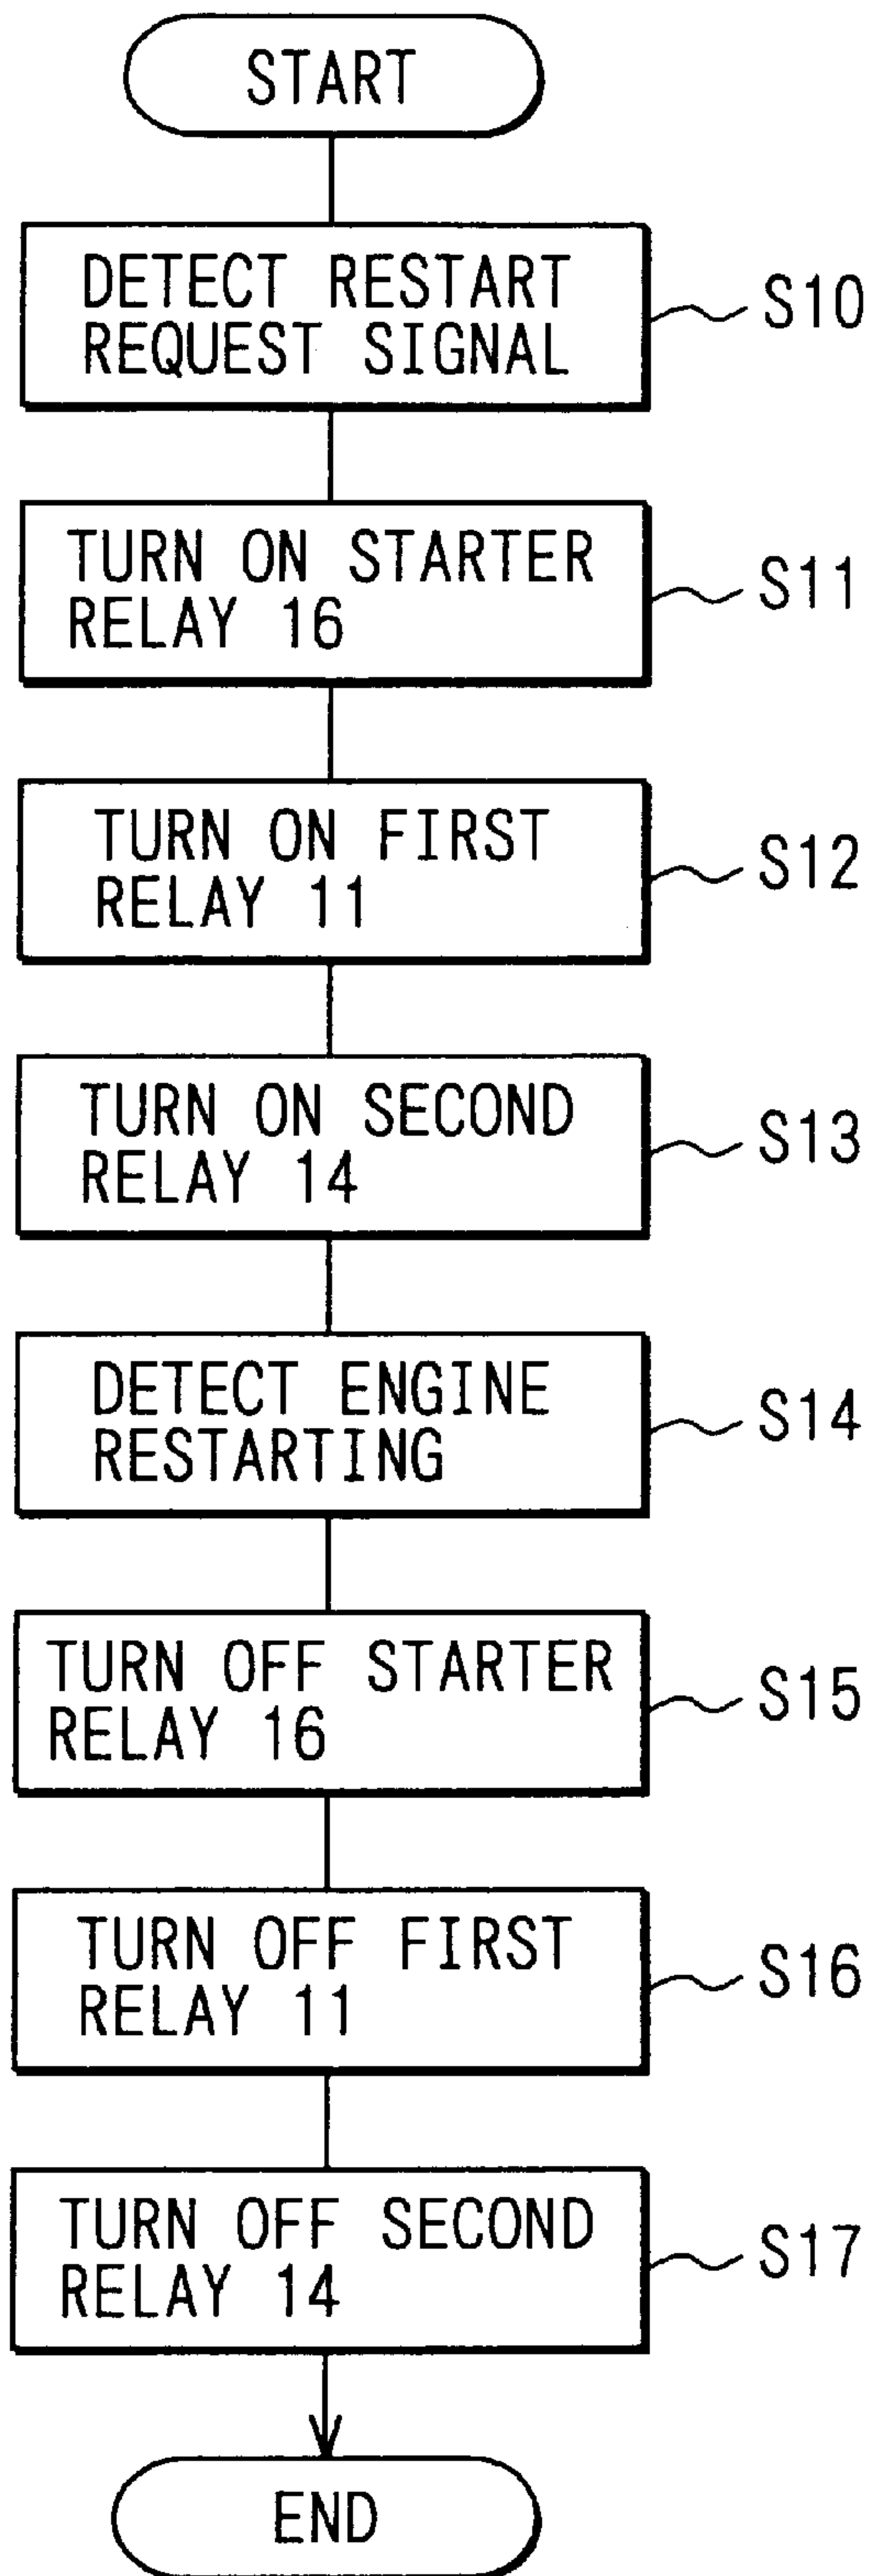 START
DETECT RESTART
REQUEST SIGNAL
S10
TURN ON STARTER
RELAY 16
S11
TURN ON FIRST
RELAY 11
S12
TURN ON SECOND
RELAY 14
S13
DETECT ENGINE
RESTARTING
S14
TURN OFF STARTER
RELAY 16
S15
TURN OFF FIRST
RELAY 11
S16
TURN OFF SECOND
RELAY 14
S17
END